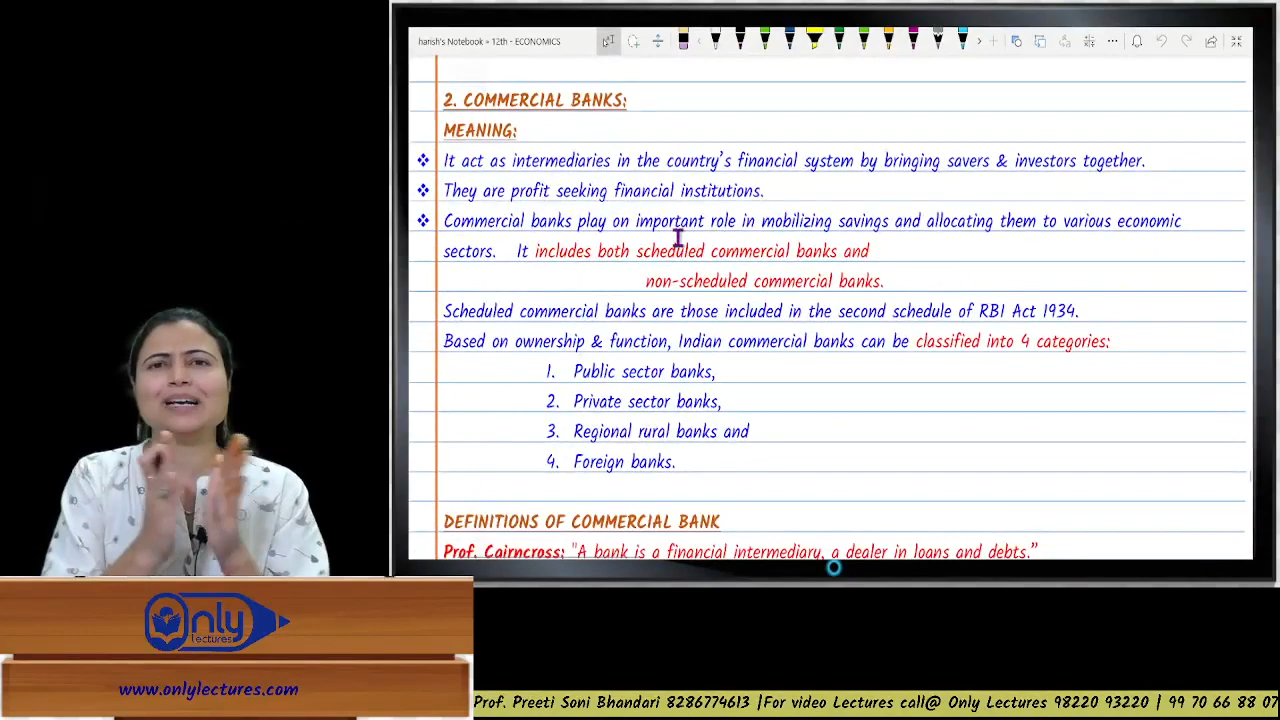 harish's Notebook » 12th - ECONOMICS
2. COMMERCIAL BANKS:
MEANING:
❖ It act as intermediaries in the country's financial system by bringing savers & investors together.
❖ They are profit seeking financial institutions.
❖ Commercial banks play on important role in mobilizing savings and allocating them to various economic
sectors. It includes both scheduled commercial banks and
non-scheduled commercial banks.
Scheduled commercial banks are those included in the second schedule of RBI Act 1934.
Based on ownership & function, Indian commercial banks can be classified into 4 categories:
1. Public sector banks,
2. Private sector banks,
3. Regional rural banks and
4. Foreign banks.
DEFINITIONS OF COMMERCIAL BANK
Prof. Cairncross: "A bank is a financial intermediary, a dealer in loans and debts."
Only
lectures
www.onlylectures.com
Prof. Preeti Soni Bhandari 8286774613 |For video Lectures call@ Only Lectures 98220 93220 | 99 70 66 88 07